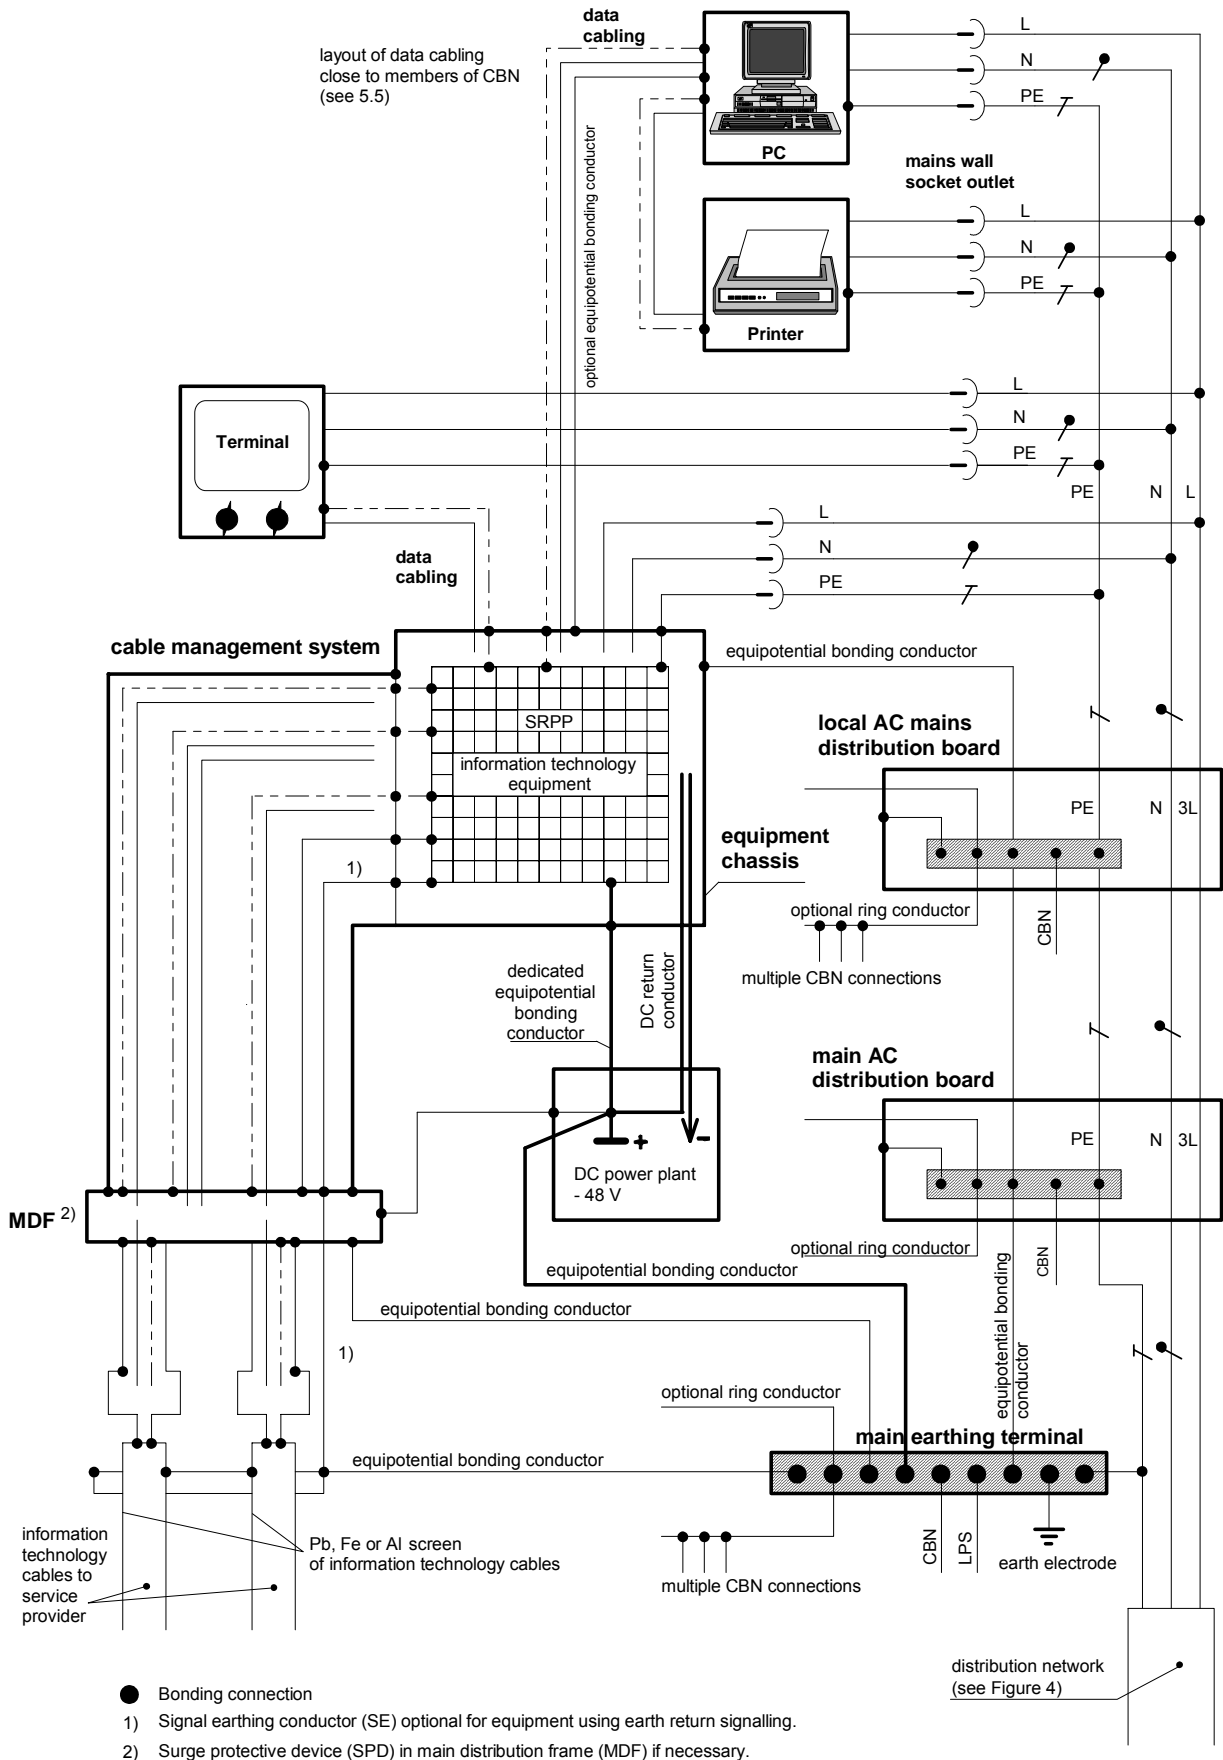 data
cabling
layout of data cabling
close to members of CBN
(see 5.5)
L
N
PE
PC
optional equipotential bonding conductor
mains wall
socket outlet
L
N
PE
Printer
Terminal
L
N
PE
PE N L
data
cabling
L
N
PE
cable management system
equipotential bonding conductor
SRPP
information technology
equipment
local AC mains
distribution board
PE N 3L
equipment
chassis
1)
optional ring conductor
CBN
multiple CBN connections
dedicated
equipotential
bonding
conductor
DC return
conductor
main AC
distribution board
PE N 3L
+ -
DC power plant
- 48 V
MDF 2)
optional ring conductor
CBN
equipotential bonding conductor
equipotential bonding conductor
equipotential bonding
conductor
1)
optional ring conductor
main earthing terminal
equipotential bonding conductor
information
technology
cables to
service
provider
Pb, Fe or Al screen
of information technology cables
CBN
LPS
earth electrode
multiple CBN connections
distribution network
(see Figure 4)
Bonding connection
1) Signal earthing conductor (SE) optional for equipment using earth return signalling.
2) Surge protective device (SPD) in main distribution frame (MDF) if necessary.